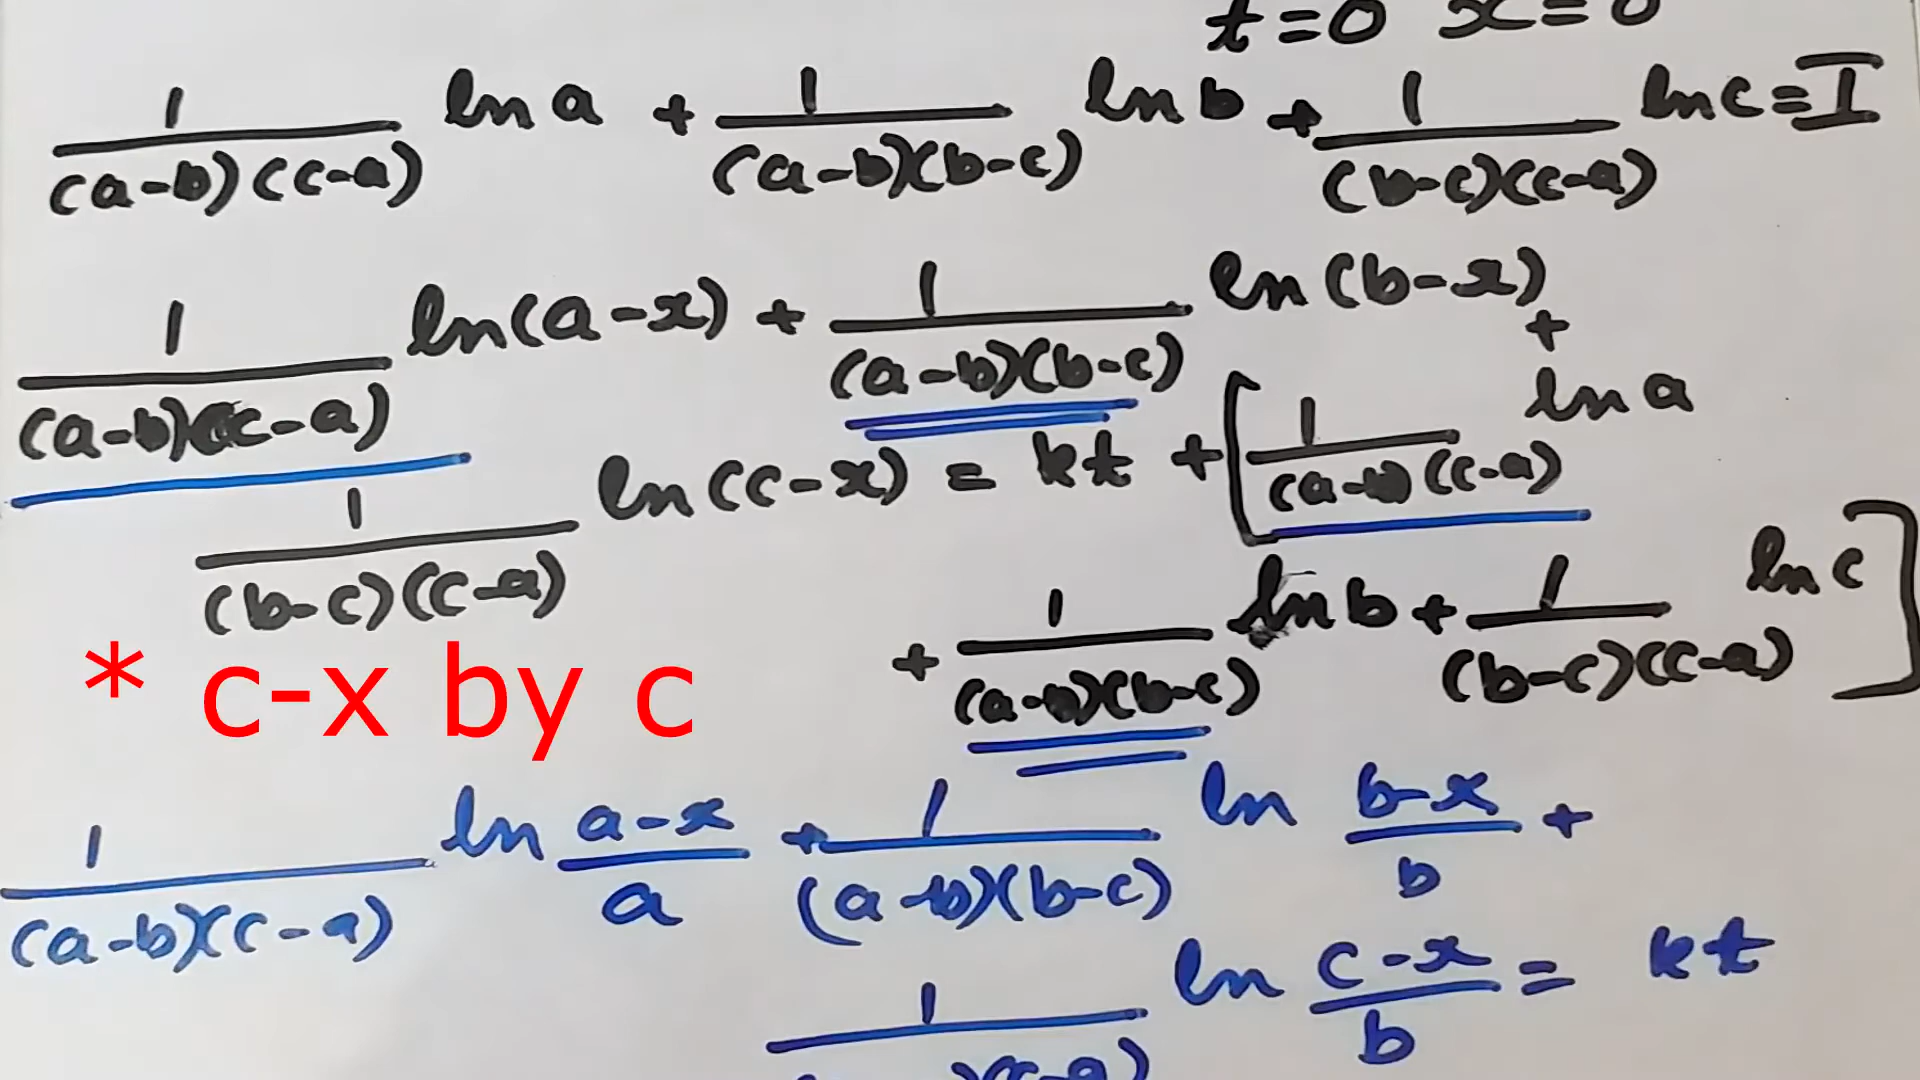 t=0 x=0
1/(a-b)(c-a) ln a + 1/(a-b)(b-c) ln b + 1/(b-c)(c-a) ln c = I
1/(a-b)(c-a) ln(a-x) + 1/(a-b)(b-c) ln(b-x) +
1/(b-c)(c-a) ln(c-x) = kt + [1/(a-b)(c-a) ln a
+ 1/(a-b)(b-c) ln b + 1/(b-c)(c-a) ln c]
* c-x by c
1/(a-b)(c-a) ln a-x/a + 1/(a-b)(b-c) ln b-x/b +
1/ )(c-a) ln c-x/b = kt